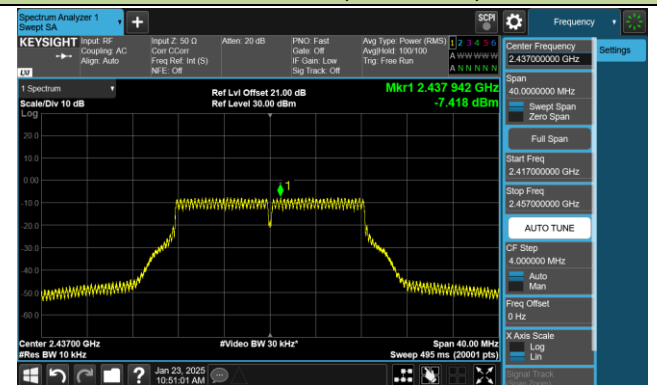 Spectrum Analyzer 1
Swept SA
SCPI
Frequency
KEYSIGHT
Input: RF
Coupling: AC
Align: Auto
Input Z: 50 Ω
Corr CCorr
Freq Ref: Int (S)
NFE: Off
Atten: 20 dB
PNO: Fast
Gate: Off
IF Gain: Low
Sig Track: Off
Avg Type: Power (RMS)
Avg|Hold: 100/100
Trig: Free Run
1 2 3 4 5 6
A W W W W W
A N N N N N
LXI
1 Spectrum
Scale/Div 10 dB
Log
Ref Lvl Offset 21.00 dB
Ref Level 30.00 dBm
Mkr1 2.437 942 GHz
-7.418 dBm
20.0
10.0
0.00
-10.0
-20.0
-30.0
-40.0
-50.0
-60.0
1
Center 2.43700 GHz
#Res BW 10 kHz
#Video BW 30 kHz*
Span 40.00 MHz
Sweep 495 ms (20001 pts)
Jan 23, 2025
10:51:01 AM
?
Center Frequency
2.437000000 GHz
Settings
Span
40.0000000 MHz
Swept Span
Zero Span
Full Span
Start Freq
2.417000000 GHz
Stop Freq
2.457000000 GHz
AUTO TUNE
CF Step
4.000000 MHz
Auto
Man
Freq Offset
0 Hz
X Axis Scale
Log
Lin
Signal Track